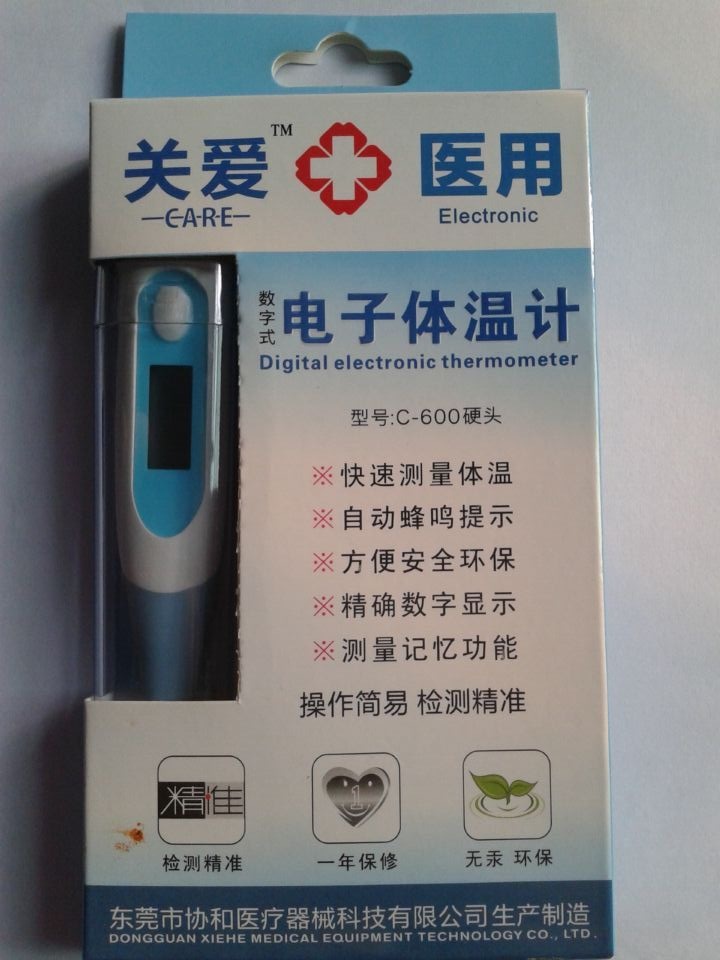 关爱™ 医用
CARE Electronic
数字式 电子体温计
Digital electronic thermometer
型号:C-600硬头
※快速测量体温
※自动蜂鸣提示
※方便安全环保
※精确数字显示
※测量记忆功能
操作简易 检测精准
精准 1
检测精准 一年保修 无汞 环保
东莞市协和医疗器械科技有限公司生产制造
DONGGUAN XIEHE MEDICAL EQUIPMENT TECHNOLOGY CO., LTD.